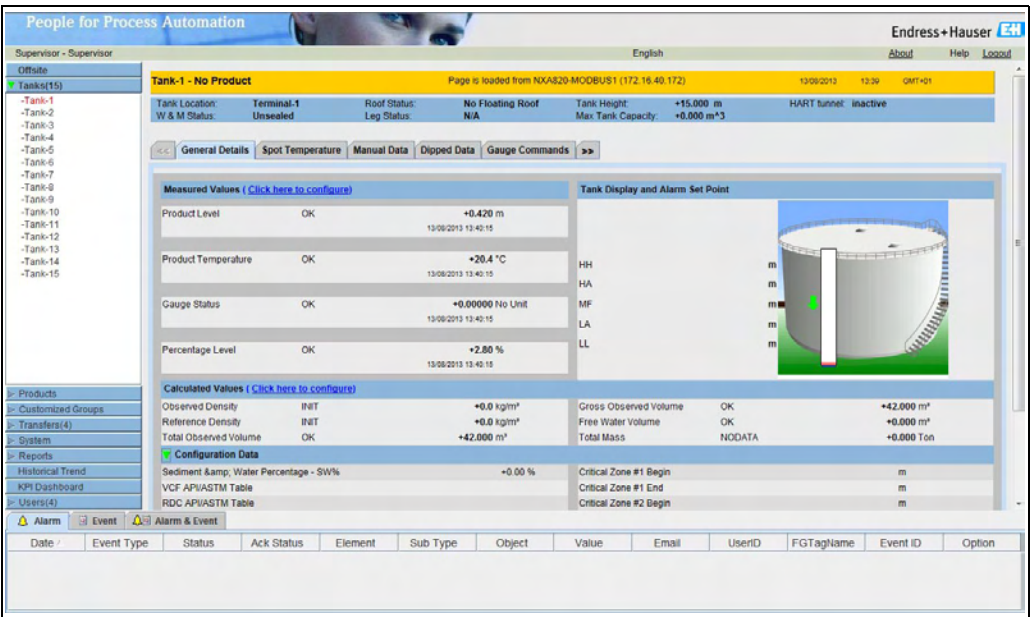 People for Process Automation
Endress+Hauser EH
Supervisor - Supervisor English About Help Logout
Offsite
Tanks(15)
-Tank-1
-Tank-2
-Tank-3
-Tank-4
-Tank-5
-Tank-6
-Tank-7
-Tank-8
-Tank-9
-Tank-10
-Tank-11
-Tank-12
-Tank-13
-Tank-14
-Tank-15
Products
Customized Groups
Transfers(4)
System
Reports
Historical Trend
KPI Dashboard
Users(4)
Tank-1 - No Product Page is loaded from NXA820-MODBUS1 (172.16.40.172) 13/09/2013 13:39 GMT+01
Tank Location: Terminal-1 Roof Status: No Floating Roof Tank Height: +15.000 m HART tunnel: inactive
W & M Status: Unsealed Leg Status: N/A Max Tank Capacity: +0.000 m^3
<< General Details Spot Temperature Manual Data Dipped Data Gauge Commands >>
Measured Values ( Click here to configure)
Product Level OK +0.420 m
13/08/2013 13:40:15
Product Temperature OK +20.4 °C
13/08/2013 13:40:15
Gauge Status OK +0.00000 No Unit
13/08/2013 13:40:15
Percentage Level OK +2.80 %
13/08/2013 13:40:15
Tank Display and Alarm Set Point
HH m
HA m
MF m
LA m
LL m
Calculated Values ( Click here to configure)
Observed Density INIT +0.0 kg/m³ Gross Observed Volume OK +42.000 m³
Reference Density INIT +0.0 kg/m³ Free Water Volume OK +0.000 m³
Total Observed Volume OK +42.000 m³ Total Mass NODATA +0.000 Ton
Configuration Data
Sediment &amp; Water Percentage - SW% +0.00 % Critical Zone #1 Begin m
VCF API/ASTM Table Critical Zone #1 End m
RDC API/ASTM Table Critical Zone #2 Begin m
Alarm Event Alarm & Event
Date Event Type Status Ack Status Element Sub Type Object Value Email UserID FGTagName Event ID Option